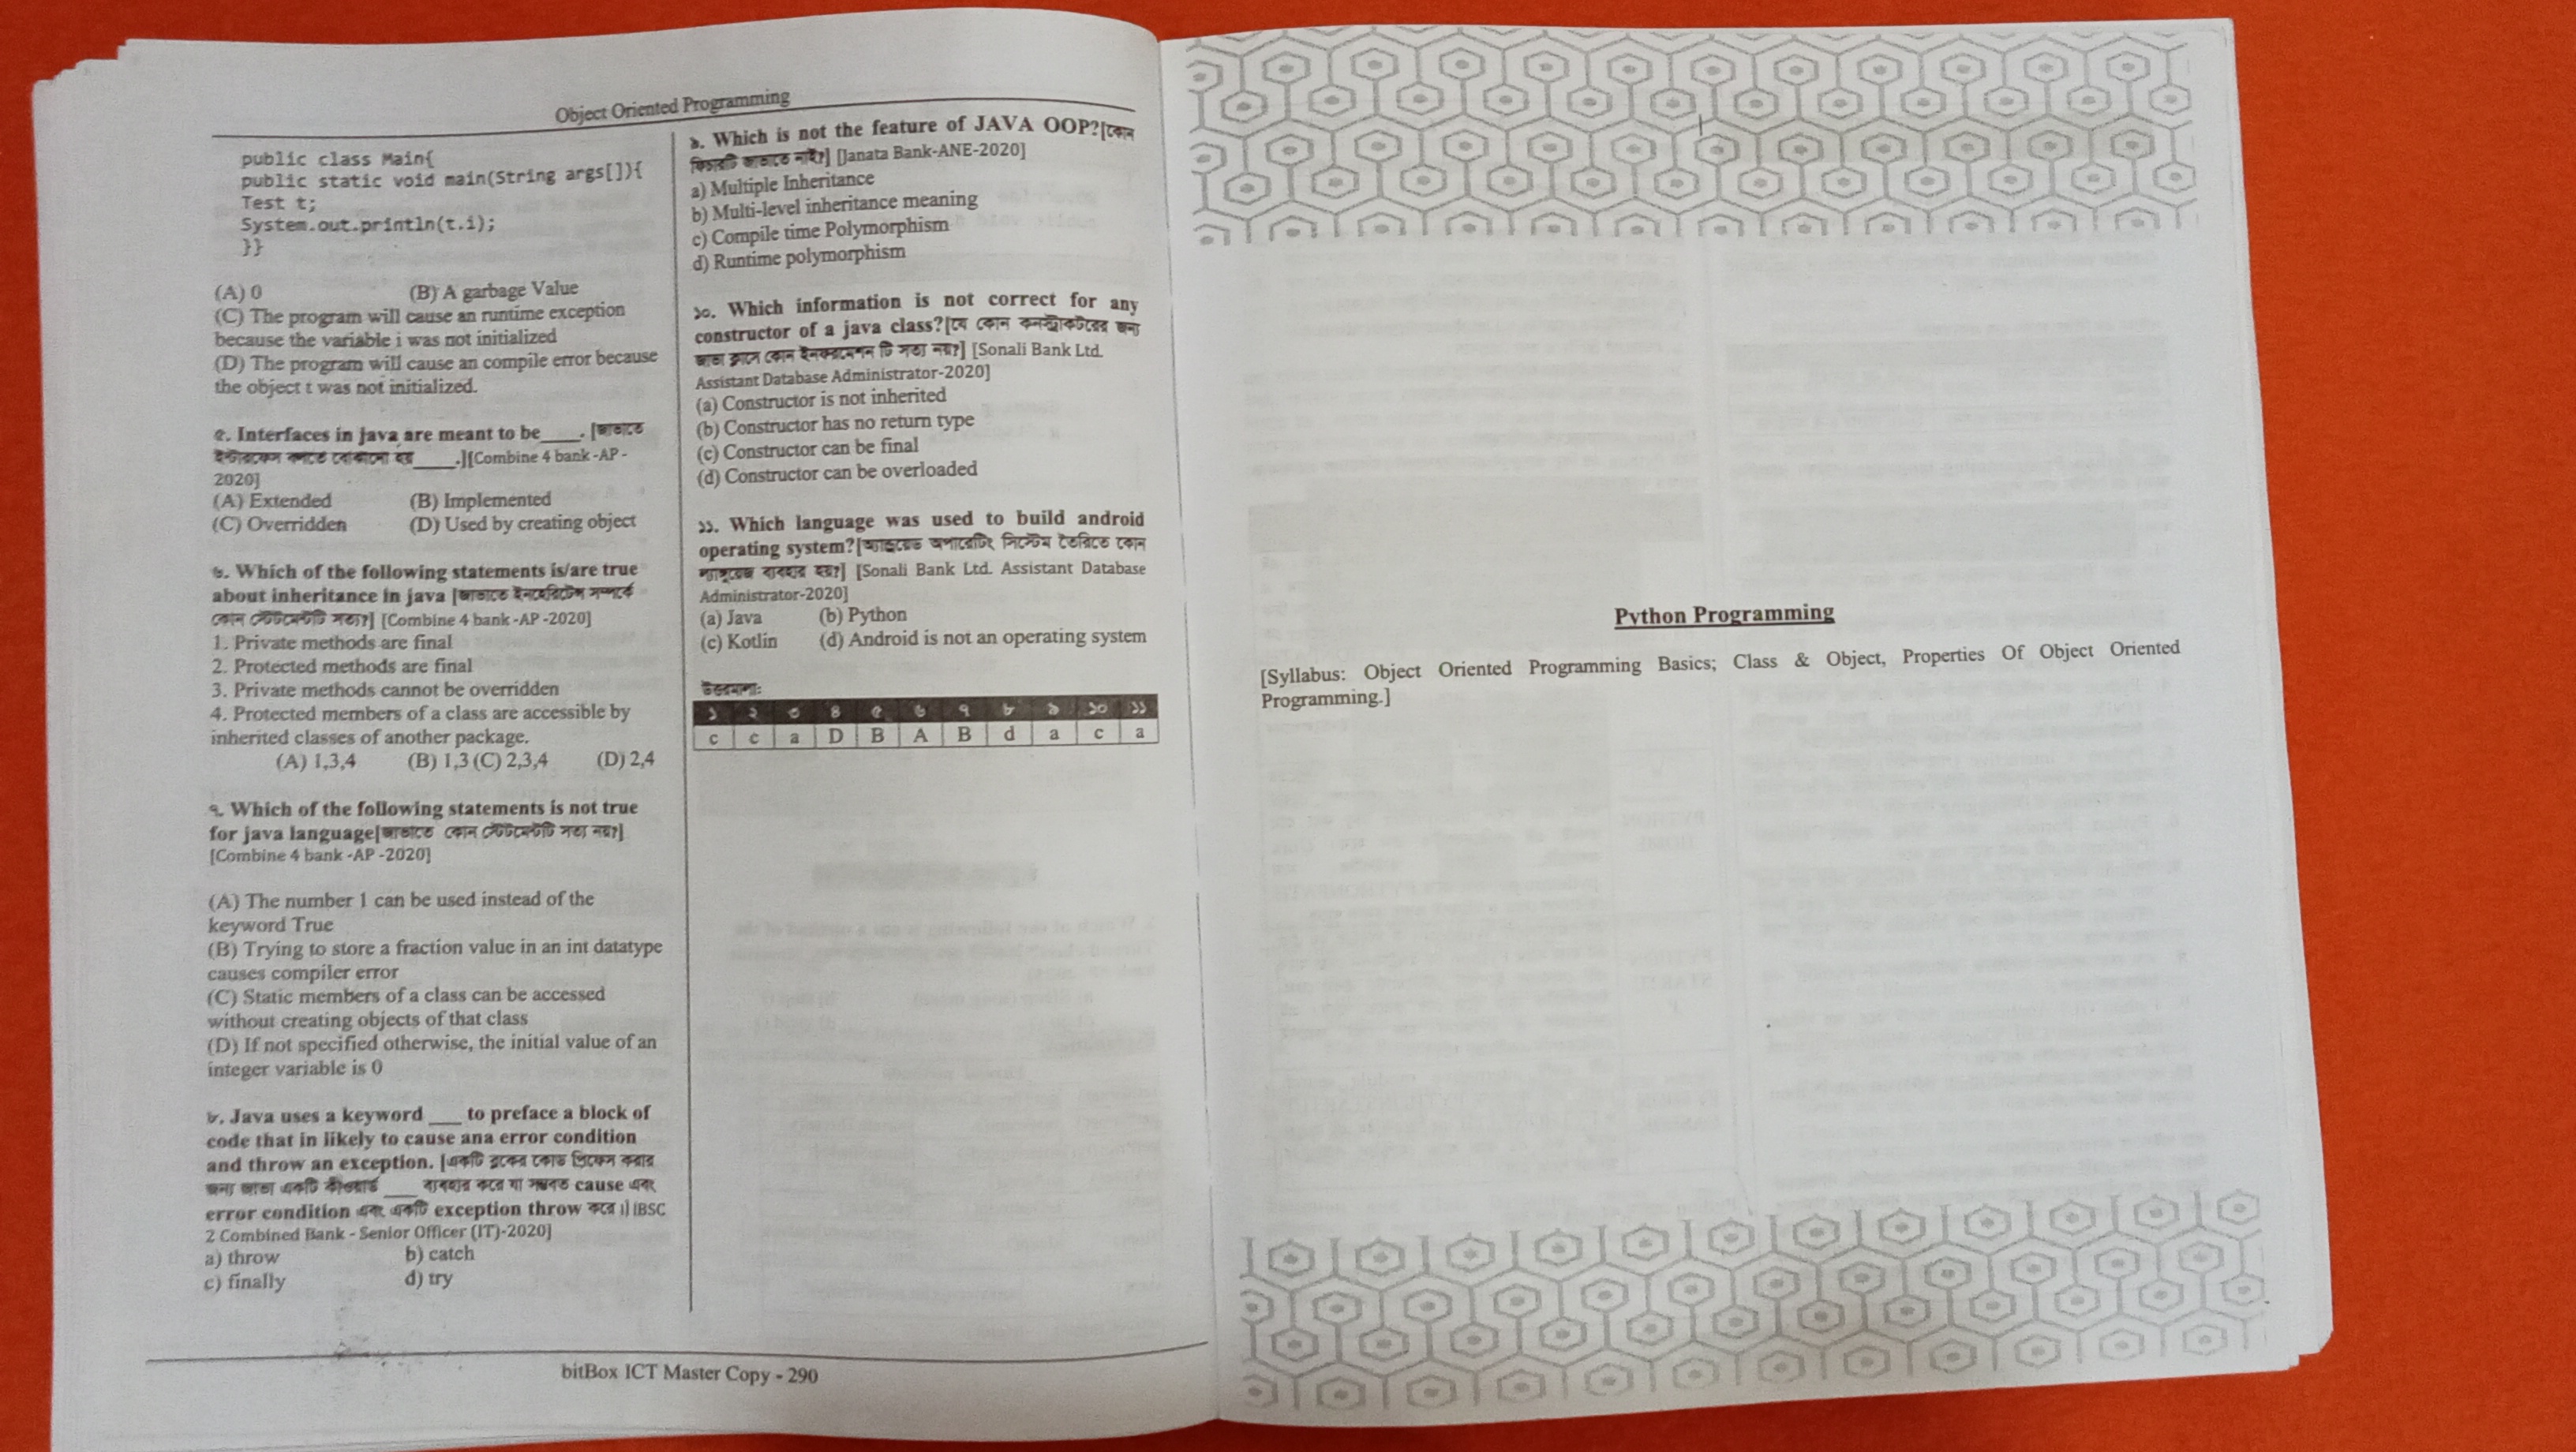 Object Oriented Programming
public class Main{
public static void main(String args[]){
Test t;
System.out.println(t.i);
}}
(A) 0 (B) A garbage Value
(C) The program will cause an runtime exception
because the variable i was not initialized
(D) The program will cause an compile error because
the object t was not initialized.
৫. Interfaces in java are meant to be____. [জাভাতে
ইন্টারফেস বলতে বোঝানো হয় ____.][Combine 4 bank -AP -
2020]
(A) Extended (B) Implemented
(C) Overridden (D) Used by creating object
৬. Which of the following statements is/are true
about inheritance in java [জাভাতে ইনহেরিটেন্স সম্পর্কে
কোন স্টেটমেন্টটি সত্য?] [Combine 4 bank -AP -2020]
1. Private methods are final
2. Protected methods are final
3. Private methods cannot be overridden
4. Protected members of a class are accessible by
inherited classes of another package.
(A) 1,3,4 (B) 1,3 (C) 2,3,4 (D) 2,4
৭. Which of the following statements is not true
for java language[জাভাতে কোন স্টেটমেন্টটি সত্য নয়?]
[Combine 4 bank -AP -2020]
(A) The number 1 can be used instead of the
keyword True
(B) Trying to store a fraction value in an int datatype
causes compiler error
(C) Static members of a class can be accessed
without creating objects of that class
(D) If not specified otherwise, the initial value of an
integer variable is 0
৮. Java uses a keyword ___ to preface a block of
code that in likely to cause ana error condition
and throw an exception. [একটি ব্লকের কোড প্রিফেস করার
জন্য জাভা একটি কীওয়ার্ড ___ ব্যবহার করে যা সম্ভবত cause এবং
error condition এবং একটি exception throw করে।] [BSC
2 Combined Bank - Senior Officer (IT)-2020]
a) throw b) catch
c) finally d) try
৯. Which is not the feature of JAVA OOP?[কোন
ফিচারটি জাভাতে নাই?] [Janata Bank-ANE-2020]
a) Multiple Inheritance
b) Multi-level inheritance meaning
c) Compile time Polymorphism
d) Runtime polymorphism
১০. Which information is not correct for any
constructor of a java class?[যে কোন কনস্ট্রাকটরের জন্য
জাভা ক্লাসে কোন ইনফরমেশন টি সত্য নয়?] [Sonali Bank Ltd.
Assistant Database Administrator-2020]
(a) Constructor is not inherited
(b) Constructor has no return type
(c) Constructor can be final
(d) Constructor can be overloaded
১১. Which language was used to build android
operating system?[অ্যান্ড্রয়েড অপারেটিং সিস্টেম তৈরিতে কোন
ল্যাঙ্গুয়েজ ব্যবহার হয়?] [Sonali Bank Ltd. Assistant Database
Administrator-2020]
(a) Java (b) Python
(c) Kotlin (d) Android is not an operating system
উত্তরমালা:
১ ২ ৩ ৪ ৫ ৬ ৭ ৮ ৯ ১০ ১১
c c a D B A B d a c a
bitBox ICT Master Copy - 290
Python Programming
[Syllabus: Object Oriented Programming Basics; Class & Object, Properties Of Object Oriented
Programming.]